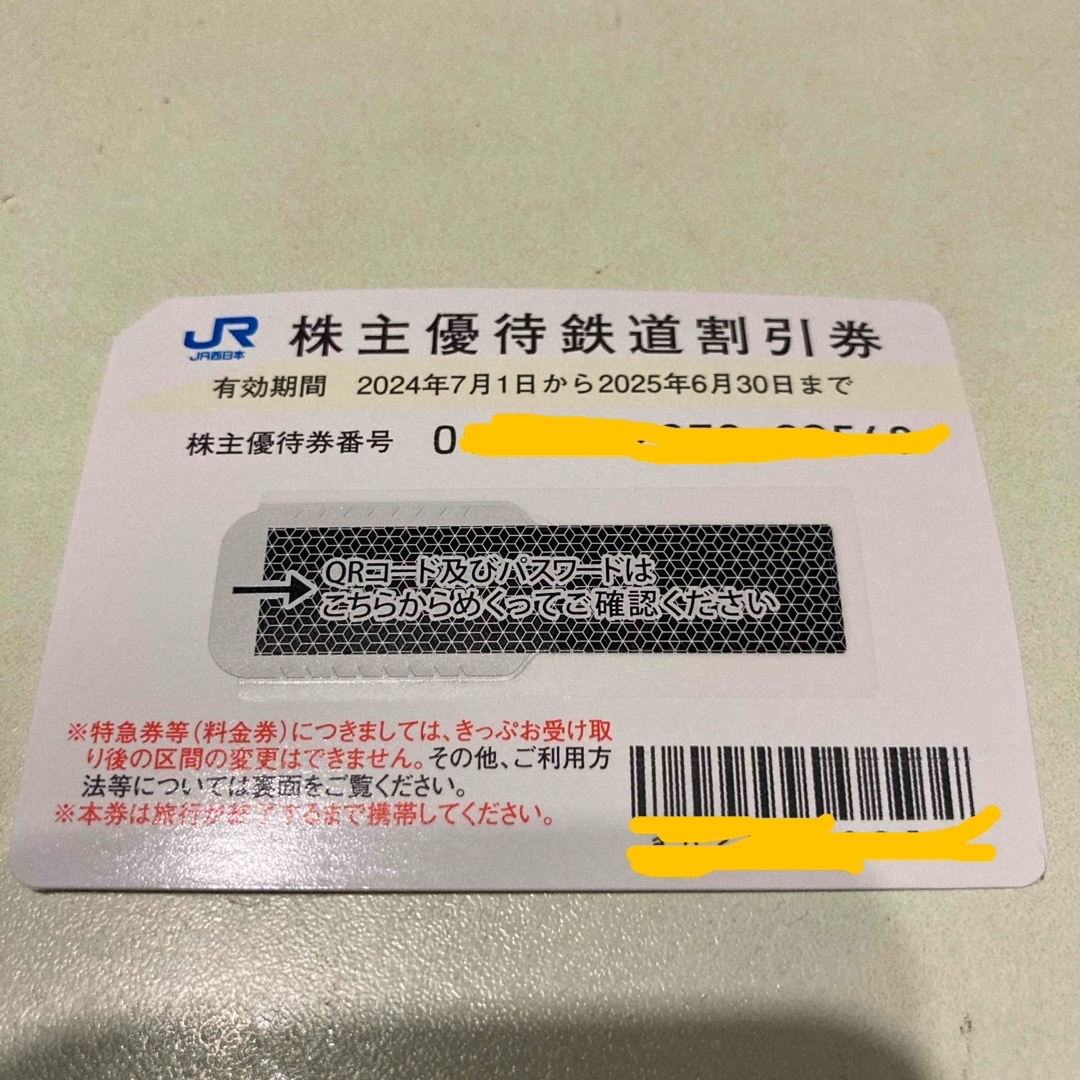 JR 株主優待鉄道割引券
JR西日本
有効期間 2024年7月1日から2025年6月30日まで
株主優待券番号 0
QRコード及びパスワードは
こちらからめくってご確認ください
※特急券等(料金券)につきましては、きっぷお受け取
り後の区間の変更はできません。その他、ご利用方
法等については裏面をご覧ください。
※本券は旅行が終了するまで携帯してください。